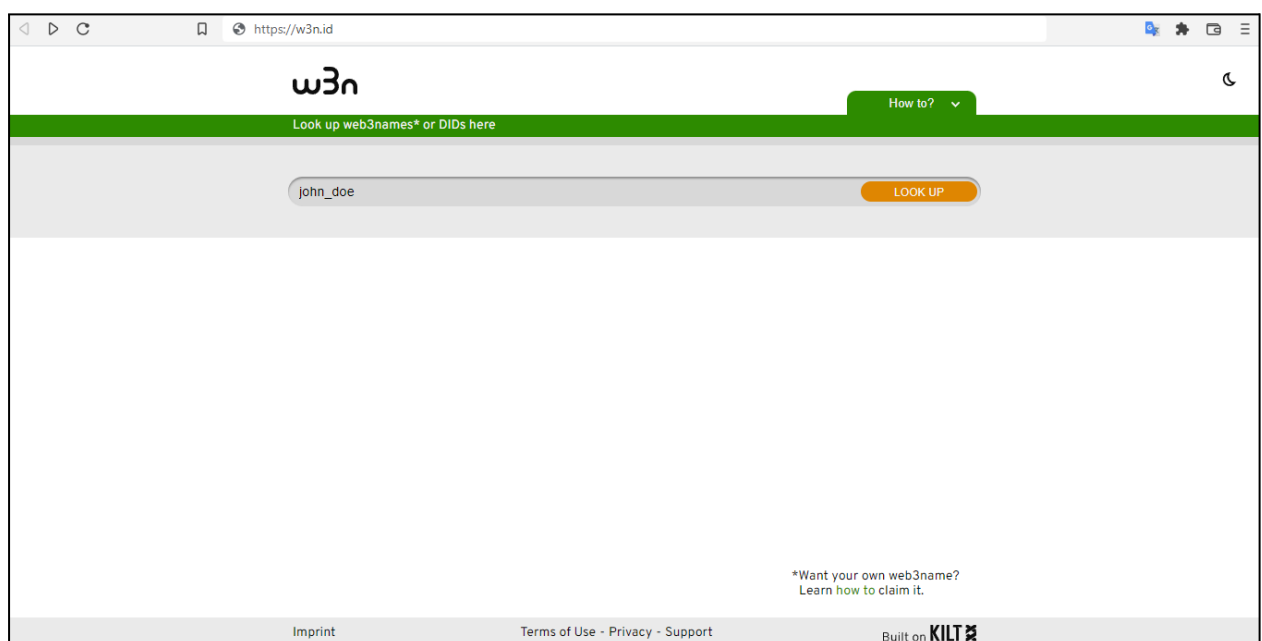 https://w3n.id
w3n
How to?
Look up web3names* or DIDs here
john_doe
LOOK UP
*Want your own web3name?
Learn how to claim it.
Imprint
Terms of Use - Privacy - Support
Built on KILT